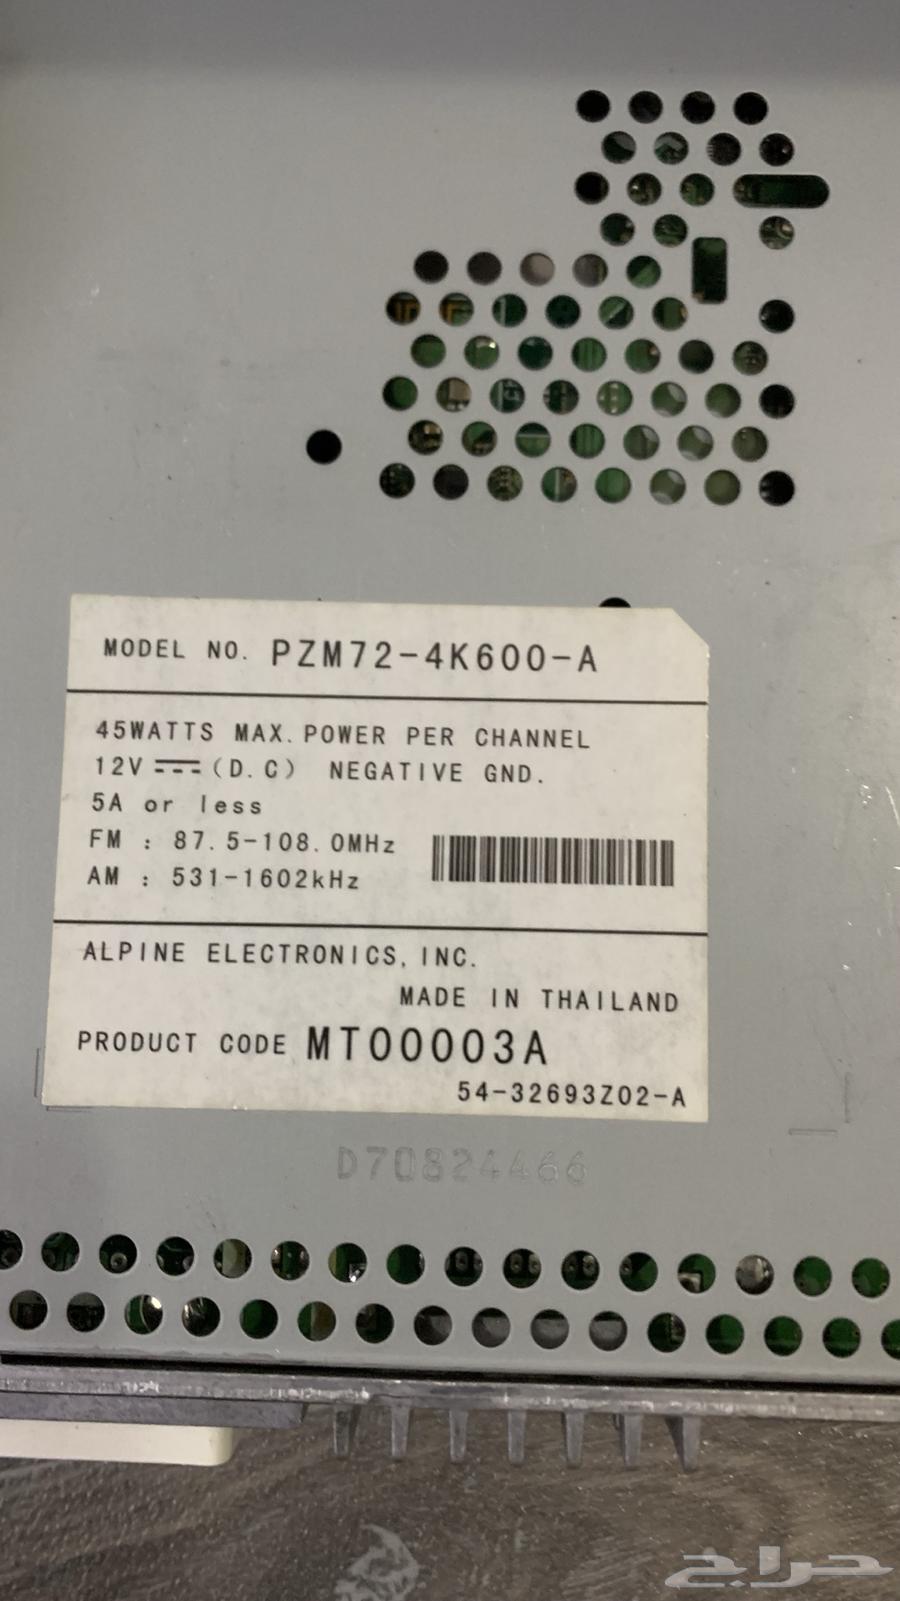 MODEL NO. PZM72-4K600-A
45WATTS MAX. POWER PER CHANNEL
12V (D.C) NEGATIVE GND.
5A or less
FM : 87.5-108.0MHz
AM : 531-1602kHz
ALPINE ELECTRONICS, INC.
MADE IN THAILAND
PRODUCT CODE MT00003A
54-32693Z02-A
D70824466
حراج